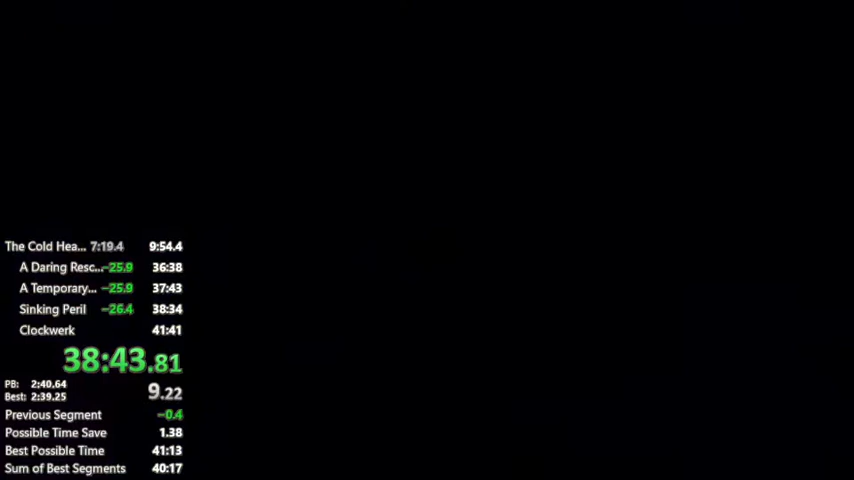 The Cold Hea... 7:19.4 9:54.4
A Daring Resc... -25.9 36:38
A Temporary... -25.9 37:43
Sinking Peril -26.4 38:34
Clockwerk 41:41
38:43.81
PB: 2:40.64
Best: 2:39.25 9.22
Previous Segment -0.4
Possible Time Save 1.38
Best Possible Time 41:13
Sum of Best Segments 40:17